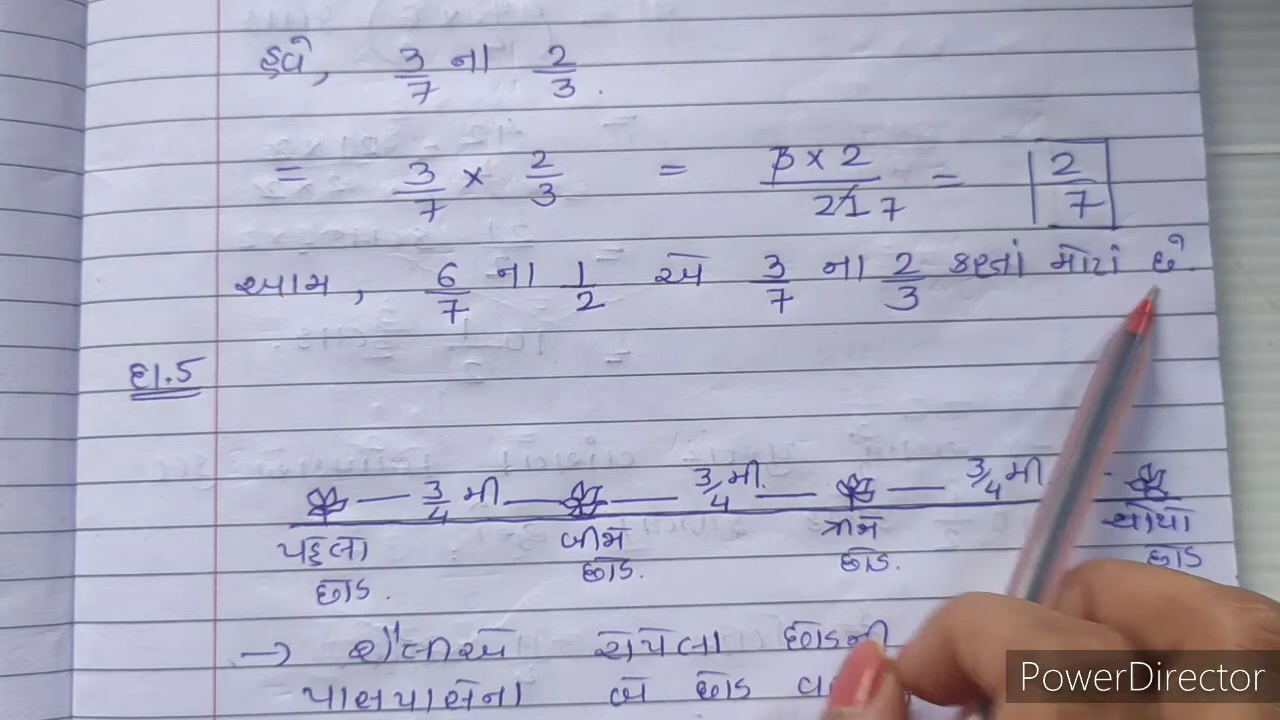 હવે, 3/7 ના 2/3.
= 3/7 × 2/3 = 3 × 2 / 21 7 = 2/7
આમ, 6/7 ના 1/2 એ 3/7 ના 2/3 કરતાં મોટાં છે.
દા.5
3/4 મી 3/4 મી. 3/4 મી
પહેલા બીજો ત્રીજો ચોથો
છોડ. છોડ. છોડ. છોડ
→ શૈલીએ રોપેલા છોડની
પાસપાસેના બે છોડ
PowerDirector